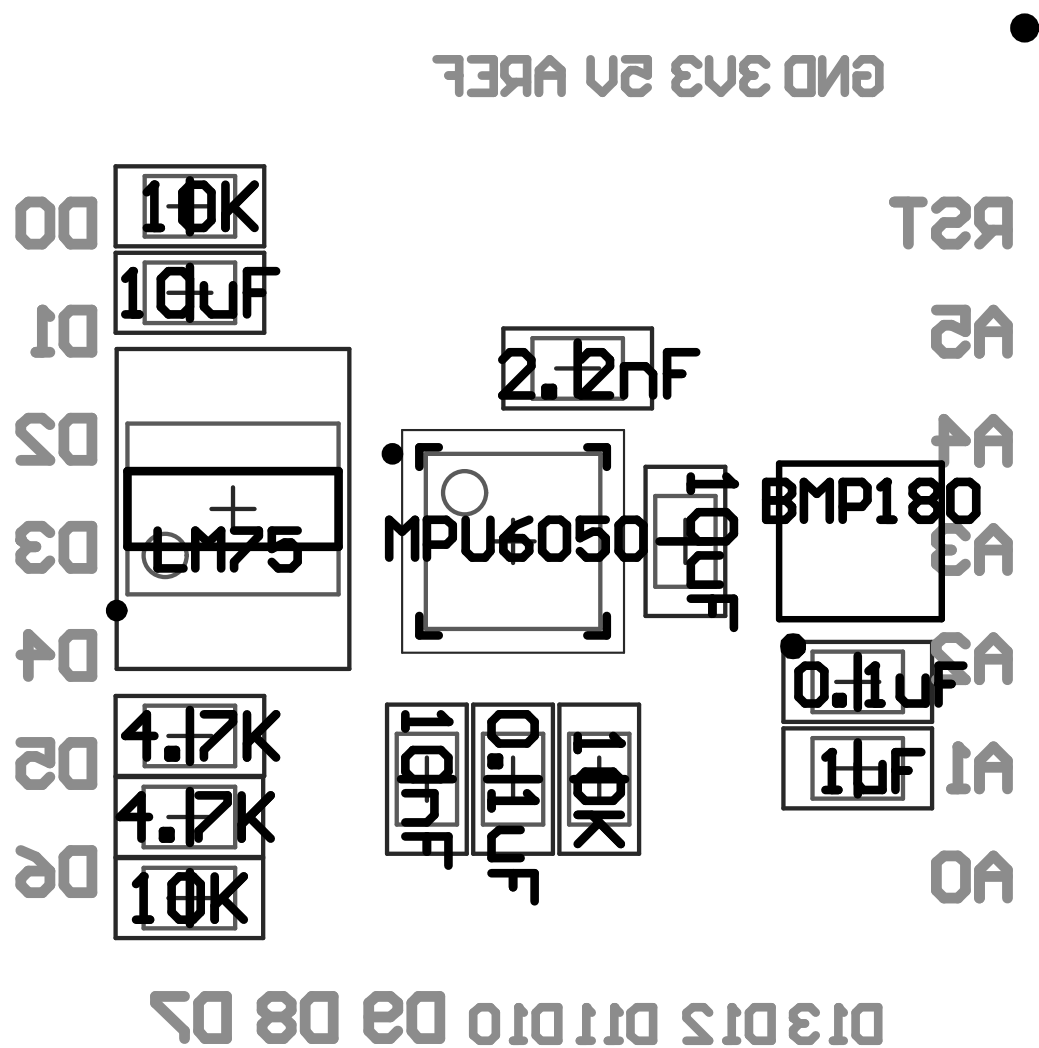 GND 3V3 5V AREF
10K
D0
RST
10uF
D1
A5
2.2nF
D2
A4
10uF
BMP180
D3
LM75
MPU6050
A3
D4
0.1uF
A2
4.7K
10nF
0.1uF
10K
D5
1uF
A1
4.7K
D6
10K
A0
D7 D8 D9 D10 D11 D12 D13